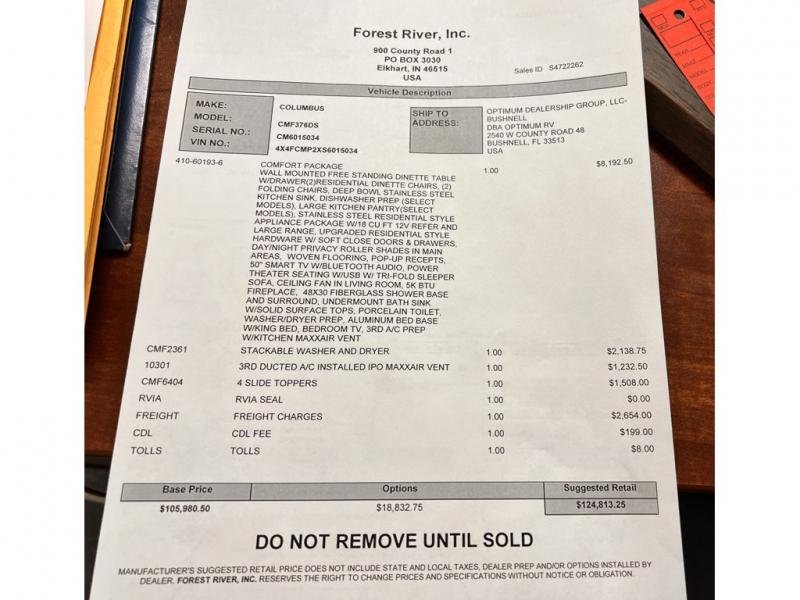 Forest River, Inc.
900 County Road 1
PO BOX 3030
Elkhart, IN 46515
USA
Sales ID S4722262
Vehicle Description
MAKE: COLUMBUS
MODEL: CMF376DS
SERIAL NO.: CM6015034
VIN NO.: 4X4FCMP2XS6015034
SHIP TO
ADDRESS:
OPTIMUM DEALERSHIP GROUP, LLC-
BUSHNELL
DBA OPTIMUM RV
2540 W COUNTY ROAD 48
BUSHNELL, FL 33513
USA
410-60193-6 COMFORT PACKAGE 1.00 $8,192.50
WALL MOUNTED FREE STANDING DINETTE TABLE
W/DRAWER(2)RESIDENTIAL DINETTE CHAIRS, (2)
FOLDING CHAIRS, DEEP BOWL STAINLESS STEEL
KITCHEN SINK, DISHWASHER PREP (SELECT
MODELS), LARGE KITCHEN PANTRY(SELECT
MODELS), STAINLESS STEEL RESIDENTIAL STYLE
APPLIANCE PACKAGE W/18 CU FT 12V REFER AND
LARGE RANGE, UPGRADED RESIDENTIAL STYLE
HARDWARE W/ SOFT CLOSE DOORS & DRAWERS,
DAY/NIGHT PRIVACY ROLLER SHADES IN MAIN
AREAS, WOVEN FLOORING, POP-UP RECEPTS,
50" SMART TV W/BLUETOOTH AUDIO, POWER
THEATER SEATING W/USB W/ TRI-FOLD SLEEPER
SOFA, CEILING FAN IN LIVING ROOM, 5K BTU
FIREPLACE, 48X30 FIBERGLASS SHOWER BASE
AND SURROUND, UNDERMOUNT BATH SINK
W/SOLID SURFACE TOPS, PORCELAIN TOILET,
WASHER/DRYER PREP, ALUMINUM BED BASE
W/KING BED, BEDROOM TV, 3RD A/C PREP
W/KITCHEN MAXXAIR VENT
CMF2361 STACKABLE WASHER AND DRYER 1.00 $2,138.75
10301 3RD DUCTED A/C INSTALLED IPO MAXXAIR VENT 1.00 $1,232.50
CMF6404 4 SLIDE TOPPERS 1.00 $1,508.00
RVIA RVIA SEAL 1.00 $0.00
FREIGHT FREIGHT CHARGES 1.00 $2,654.00
CDL CDL FEE 1.00 $199.00
TOLLS TOLLS 1.00 $8.00
Base Price Options Suggested Retail
$105,980.50 $18,832.75 $124,813.25
DO NOT REMOVE UNTIL SOLD
MANUFACTURER'S SUGGESTED RETAIL PRICE DOES NOT INCLUDE STATE AND LOCAL TAXES, DEALER PREP AND/OR OPTIONS INSTALLED BY
DEALER. FOREST RIVER, INC. RESERVES THE RIGHT TO CHANGE PRICES AND SPECIFICATIONS WITHOUT NOTICE OR OBLIGATION.
YEAR
MODEL
BODY